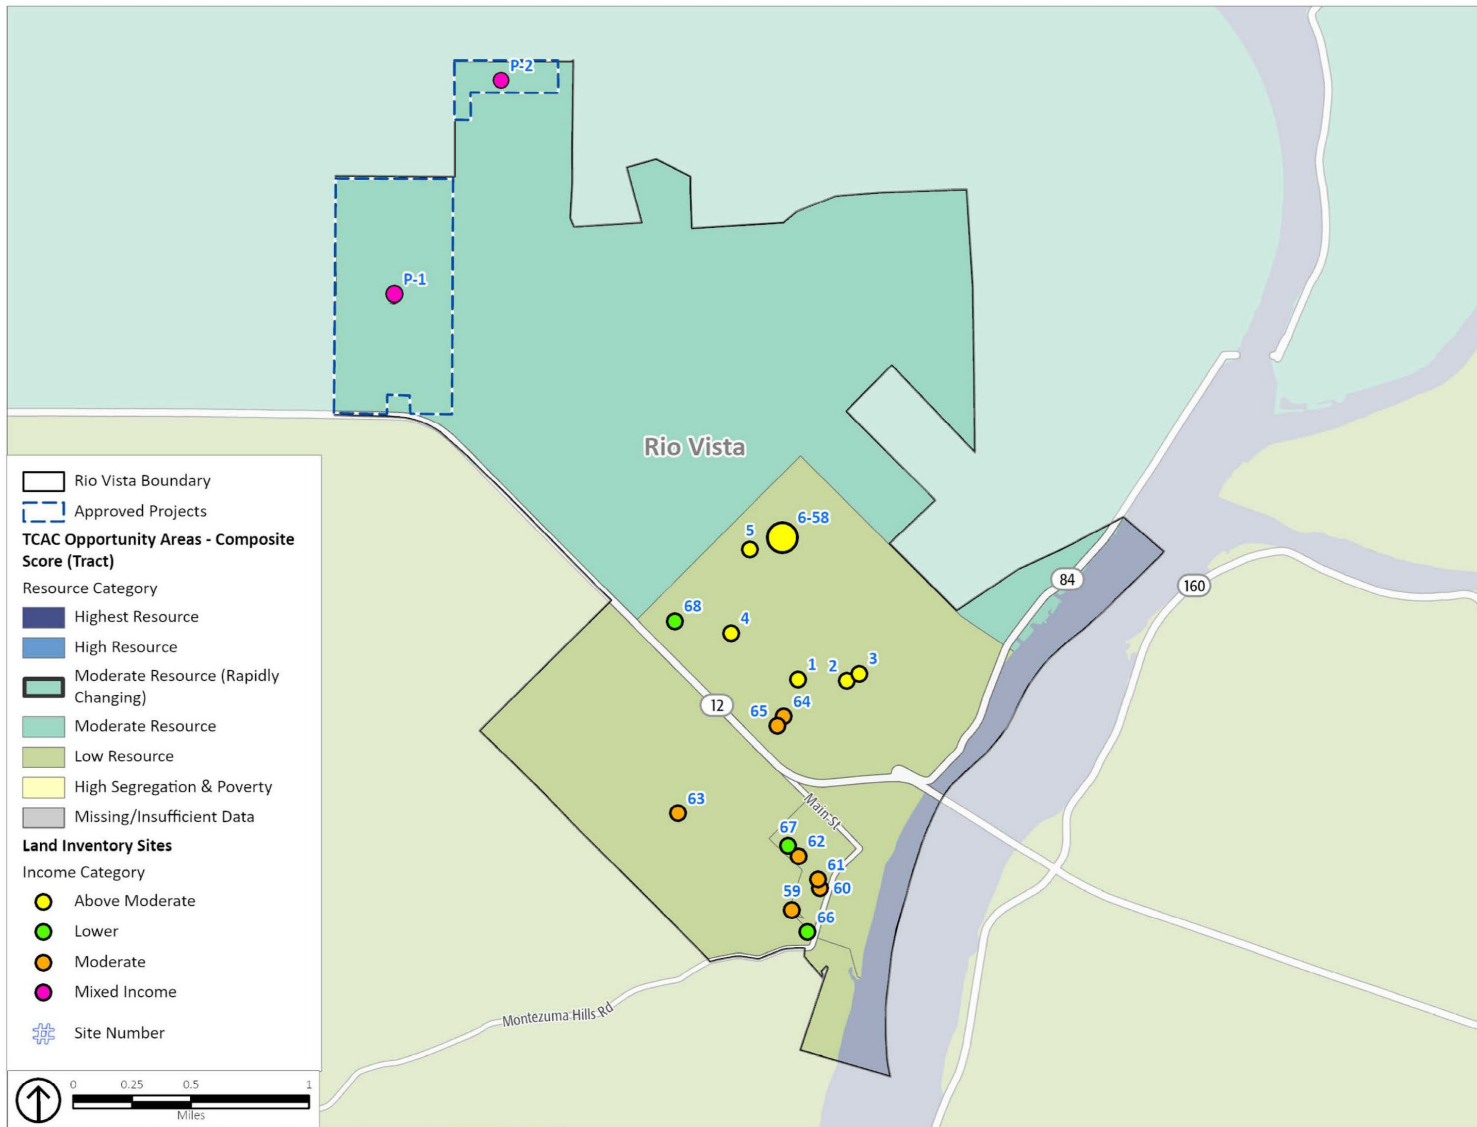 P-2
P-1
Rio Vista
6-58
5
68
4
84
160
1
2
3
64
65
12
63
Main St
67
62
61
60
59
66
Montezuma Hills Rd
Rio Vista Boundary
Approved Projects
TCAC Opportunity Areas - Composite
Score (Tract)
Resource Category
Highest Resource
High Resource
Moderate Resource (Rapidly
Changing)
Moderate Resource
Low Resource
High Segregation & Poverty
Missing/Insufficient Data
Land Inventory Sites
Income Category
Above Moderate
Lower
Moderate
Mixed Income
# Site Number
0 0.25 0.5 1
Miles